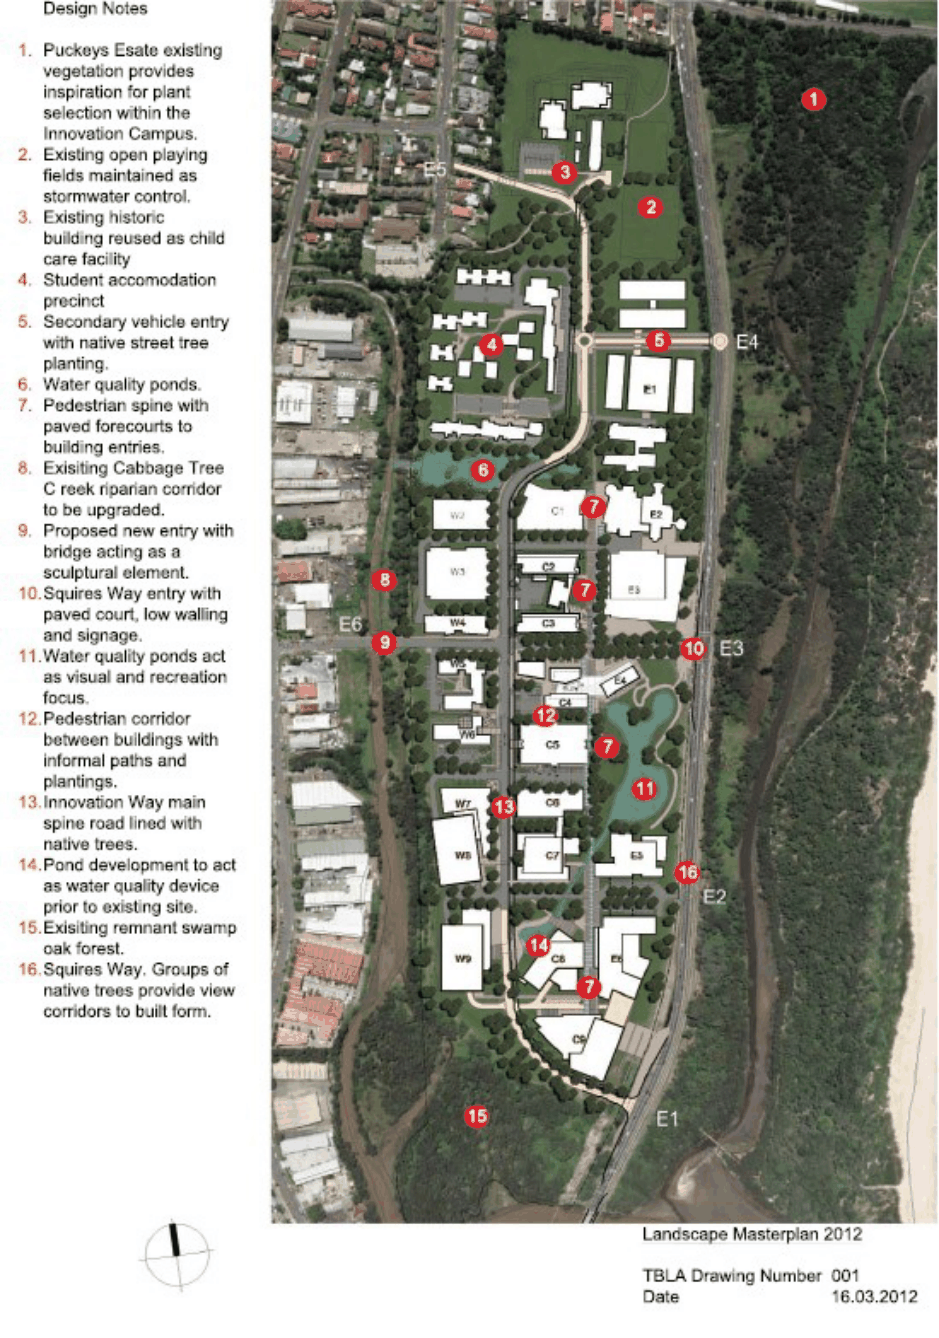 Design Notes
1. Puckeys Esate existing
vegetation provides
inspiration for plant
selection within the
Innovation Campus.
2. Existing open playing
fields maintained as
stormwater control.
3. Existing historic
building reused as child
care facility
4. Student accomodation
precinct
5. Secondary vehicle entry
with native street tree
planting.
6. Water quality ponds.
7. Pedestrian spine with
paved forecourts to
building entries.
8. Exisiting Cabbage Tree
C reek riparian corridor
to be upgraded.
9. Proposed new entry with
bridge acting as a
sculptural element.
10. Squires Way entry with
paved court, low walling
and signage.
11. Water quality ponds act
as visual and recreation
focus.
12. Pedestrian corridor
between buildings with
informal paths and
plantings.
13. Innovation Way main
spine road lined with
native trees.
14. Pond development to act
as water quality device
prior to existing site.
15. Exisiting remnant swamp
oak forest.
16. Squires Way. Groups of
native trees provide view
corridors to built form.
1
E5
3
2
4
5
E4
E1
6
W2
C1
7
E2
W3
C2
8
7
E3
E6
W4
C3
9
10
E3
W5
E4
C4
12
W6
C5
7
11
W7
13
C6
W8
C7
E5
16
E2
14
W9
C8
E6
7
C9
15
E1
Landscape Masterplan 2012
TBLA Drawing Number 001
Date 16.03.2012